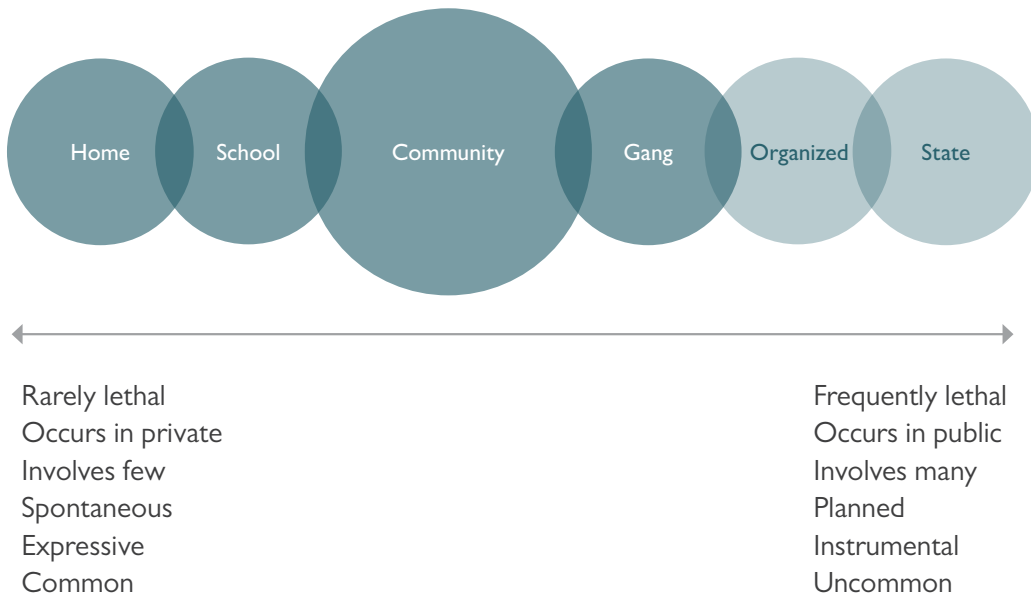 Home School Community Gang Organized State
Rarely lethal
Occurs in private
Involves few
Spontaneous
Expressive
Common
Frequently lethal
Occurs in public
Involves many
Planned
Instrumental
Uncommon